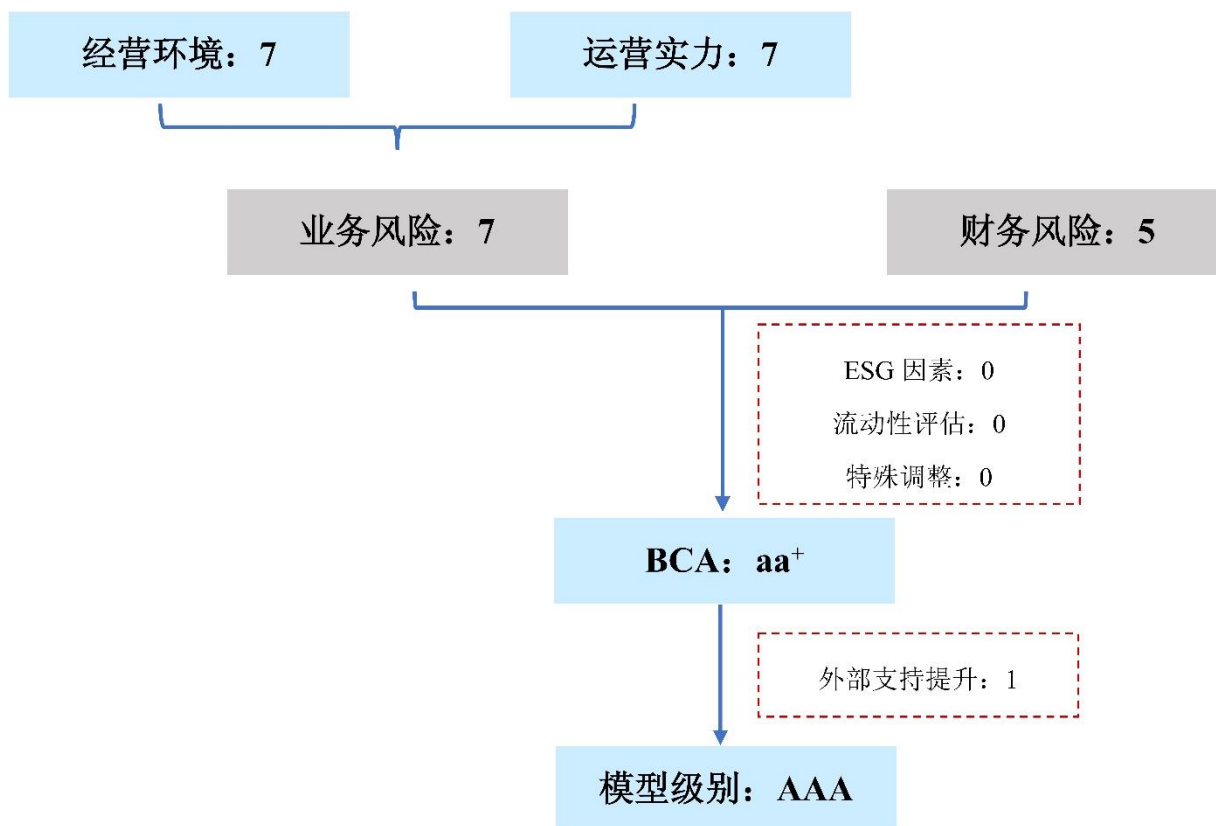 经营环境：7
运营实力：7
业务风险：7
财务风险：5
ESG 因素：0
流动性评估：0
特殊调整：0
BCA：aa⁺
外部支持提升：1
模型级别：AAA